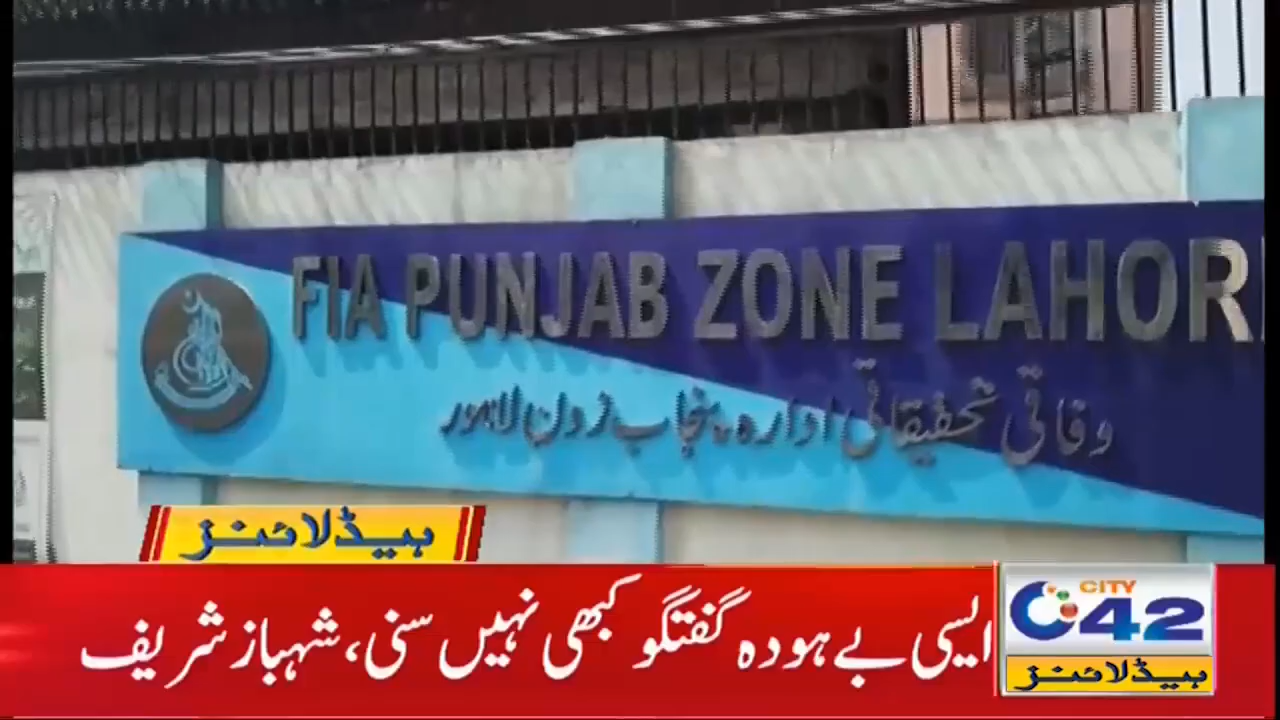 FIA PUNJAB ZONE LAHOR
وفاقی تحقیقاتی ادارہ پنجاب زون لاہور
ہیڈلائنز
ایسی بے ہودہ گفتگو کبھی نہیں سنی، شہباز شریف
CITY
42
ہیڈلائنز